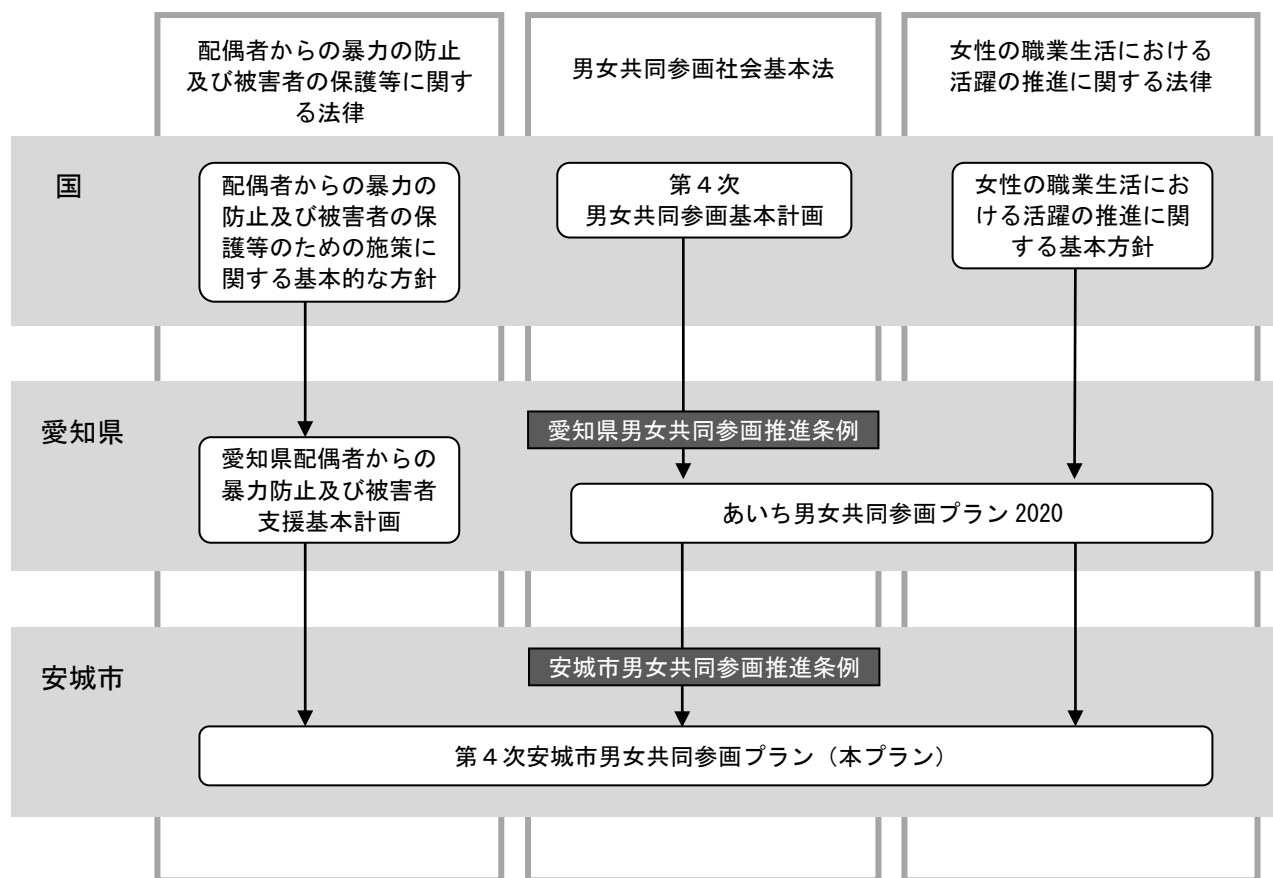 配偶者からの暴力の防止
及び被害者の保護等に関す
る法律
男女共同参画社会基本法
女性の職業生活における
活躍の推進に関する法律
国
配偶者からの暴力の
防止及び被害者の保
護等のための施策に
関する基本的な方針
第４次
男女共同参画基本計画
女性の職業生活にお
ける活躍の推進に関
する基本方針
愛知県
愛知県男女共同参画推進条例
愛知県配偶者からの
暴力防止及び被害者
支援基本計画
あいち男女共同参画プラン 2020
安城市
安城市男女共同参画推進条例
第４次安城市男女共同参画プラン（本プラン）